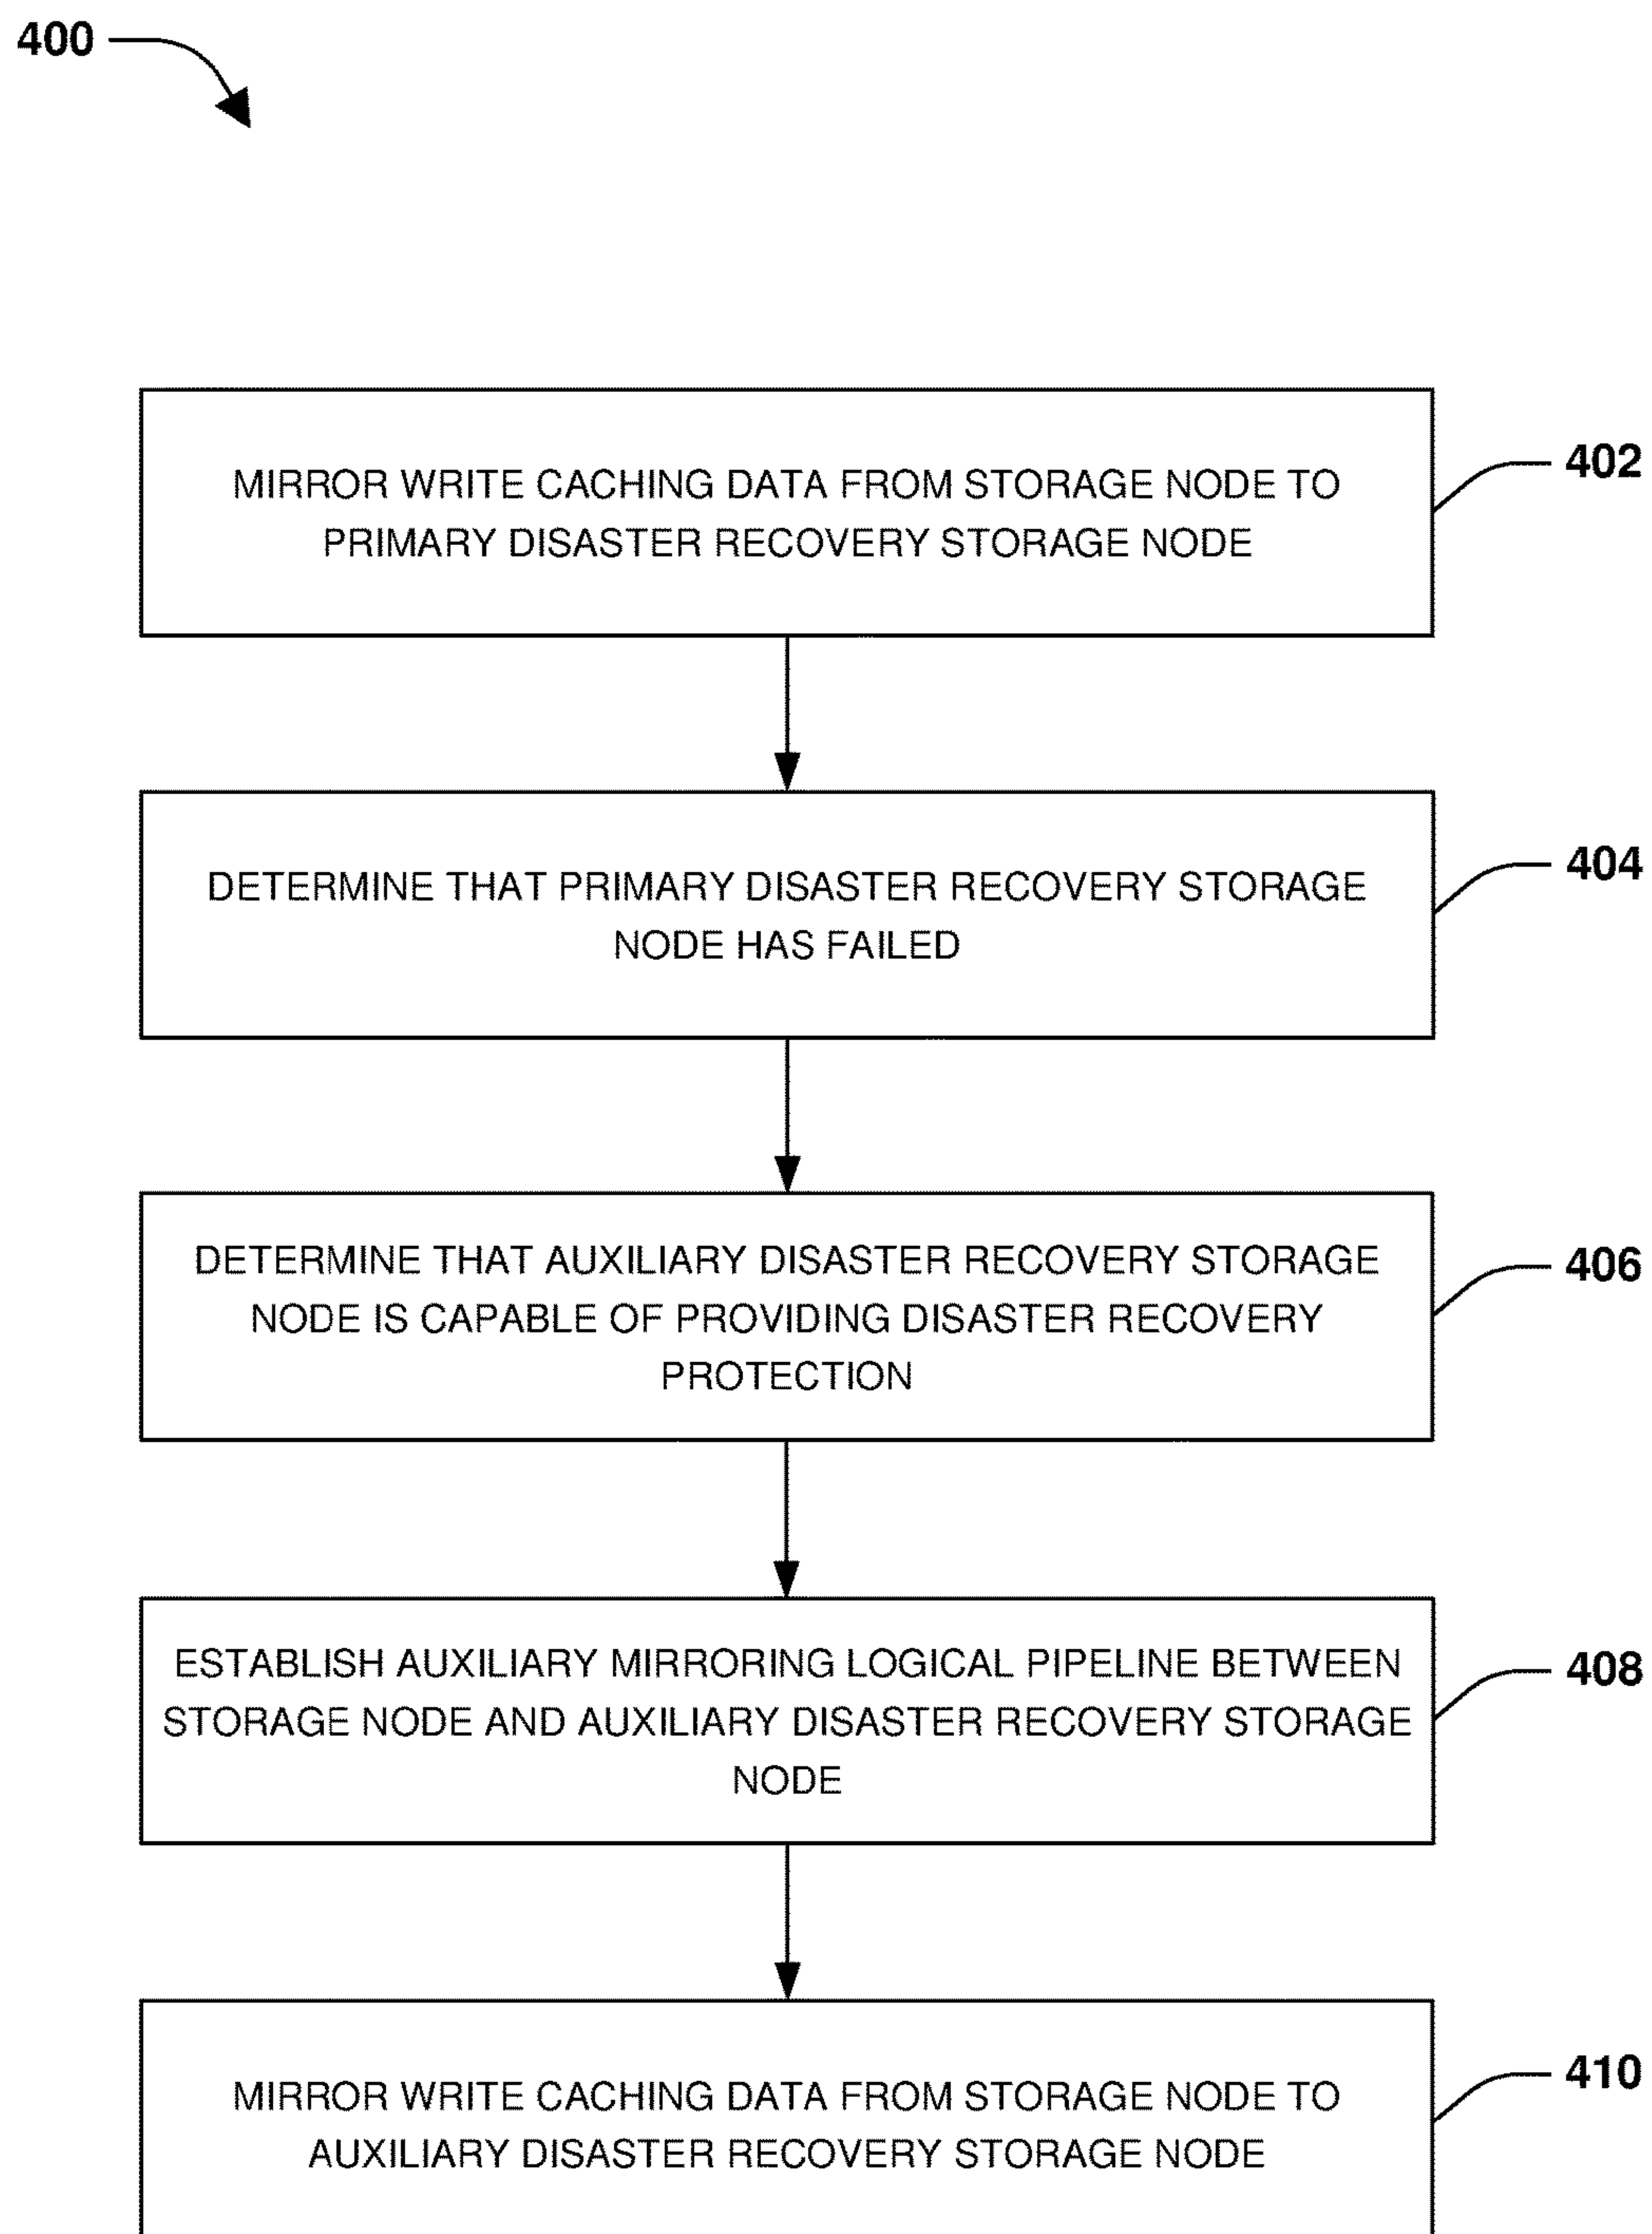 400
MIRROR WRITE CACHING DATA FROM STORAGE NODE TO
PRIMARY DISASTER RECOVERY STORAGE NODE
402
DETERMINE THAT PRIMARY DISASTER RECOVERY STORAGE
NODE HAS FAILED
404
DETERMINE THAT AUXILIARY DISASTER RECOVERY STORAGE
NODE IS CAPABLE OF PROVIDING DISASTER RECOVERY
PROTECTION
406
ESTABLISH AUXILIARY MIRRORING LOGICAL PIPELINE BETWEEN
STORAGE NODE AND AUXILIARY DISASTER RECOVERY STORAGE
NODE
408
MIRROR WRITE CACHING DATA FROM STORAGE NODE TO
AUXILIARY DISASTER RECOVERY STORAGE NODE
410